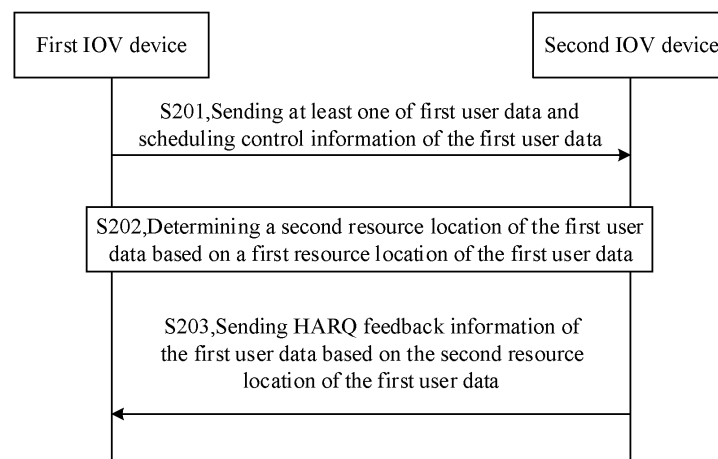 First IOV device
Second IOV device
S201,Sending at least one of first user data and
scheduling control information of the first user data
S202,Determining a second resource location of the first user
data based on a first resource location of the first user data
S203,Sending HARQ feedback information of
the first user data based on the second resource
location of the first user data